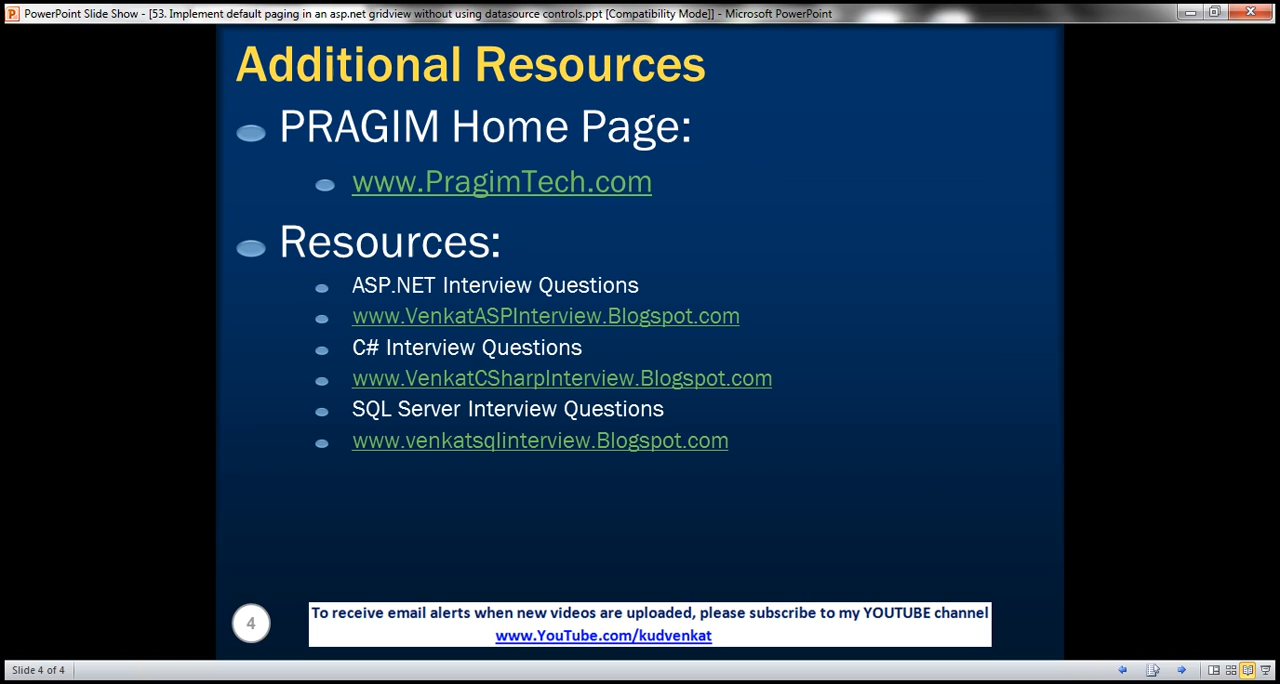 PowerPoint Slide Show - [53. Implement default paging in an asp.net gridview without using datasource controls.ppt [Compatibility Mode]] - Microsoft PowerPoint
Additional Resources
PRAGIM Home Page:
www.PragimTech.com
Resources:
ASP.NET Interview Questions
www.VenkatASPInterview.Blogspot.com
C# Interview Questions
www.VenkatCSharpInterview.Blogspot.com
SQL Server Interview Questions
www.venkatsqlinterview.Blogspot.com
4
To receive email alerts when new videos are uploaded, please subscribe to my YOUTUBE channel
www.YouTube.com/kudvenkat
Slide 4 of 4